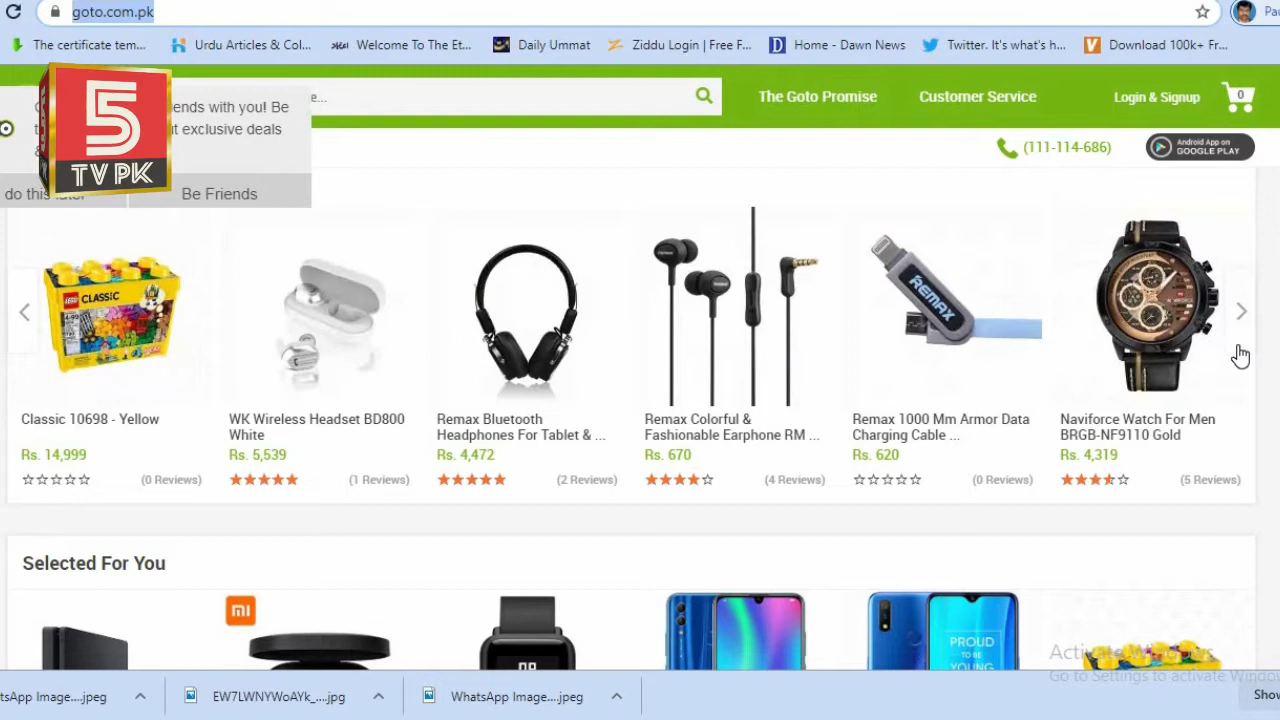 goto.com.pk
Pau
The certificate tem...
Urdu Articles & Col...
Welcome To The Et...
Daily Ummat
Ziddu Login | Free F...
Home - Dawn News
Twitter. It's what's h...
Download 100k+ Fr...
e...
The Goto Promise
Customer Service
Login & Signup
0
ends with you! Be
t exclusive deals
5
TV PK
do this later
Be Friends
(111-114-686)
Android App on
GOOGLE PLAY
LEGO CLASSIC
REMAX
Classic 10698 - Yellow
Rs. 14,999
(0 Reviews)
WK Wireless Headset BD800
White
Rs. 5,539
(1 Reviews)
Remax Bluetooth
Headphones For Tablet & ...
Rs. 4,472
(2 Reviews)
Remax Colorful &
Fashionable Earphone RM ...
Rs. 670
(4 Reviews)
Remax 1000 Mm Armor Data
Charging Cable ...
Rs. 620
(0 Reviews)
Naviforce Watch For Men
BRGB-NF9110 Gold
Rs. 4,319
(5 Reviews)
Selected For You
mi
PROUD
TO BE
YOUNG
Activate Windows
Go to Settings to activate Windows
tsApp Image....jpeg
EW7LWNYWoAYk_....jpg
WhatsApp Image....jpeg
Show